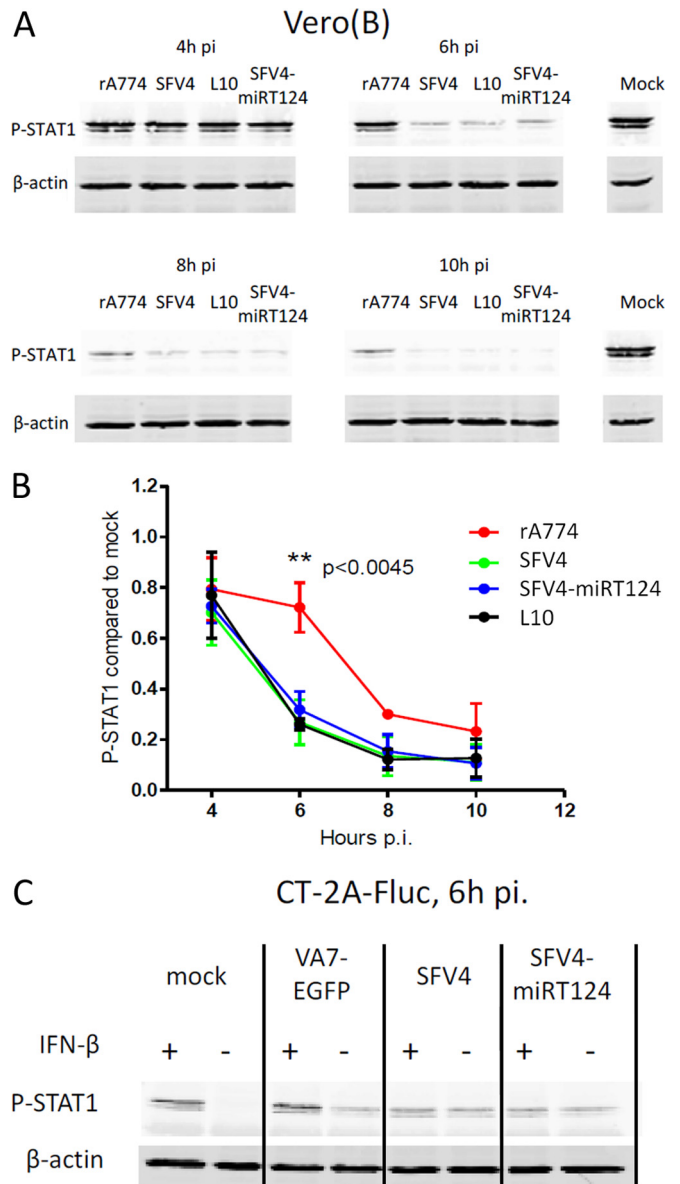 A
Vero(B)
4h pi
6h pi
rA774 SFV4 L10 SFV4-miRT124
rA774 SFV4 L10 SFV4-miRT124
Mock
P-STAT1
β-actin
8h pi
10h pi
rA774 SFV4 L10 SFV4-miRT124
rA774 SFV4 L10 SFV4-miRT124
Mock
P-STAT1
β-actin
B
P-STAT1 compared to mock
1.2
1.0
0.8
0.6
0.4
0.2
0.0
** p<0.0045
rA774
SFV4
SFV4-miRT124
L10
4 6 8 10 12
Hours p.i.
C
CT-2A-Fluc, 6h pi.
mock
VA7-
EGFP
SFV4
SFV4-
miRT124
IFN-β + - + - + - + -
P-STAT1
β-actin